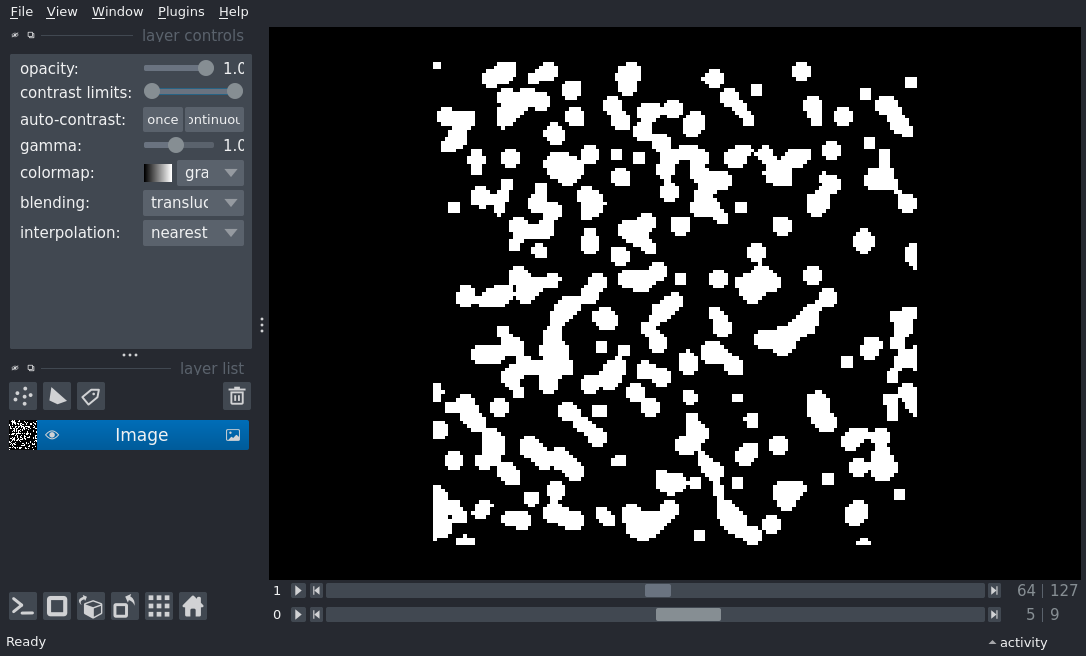 File View Window Plugins Help
layer controls
opacity: 1.0
contrast limits:
auto-contrast: once ontinuou
gamma: 1.0
colormap: gra
blending: transluc
interpolation: nearest
layer list
Image
1 64 | 127
0 5 | 9
Ready activity